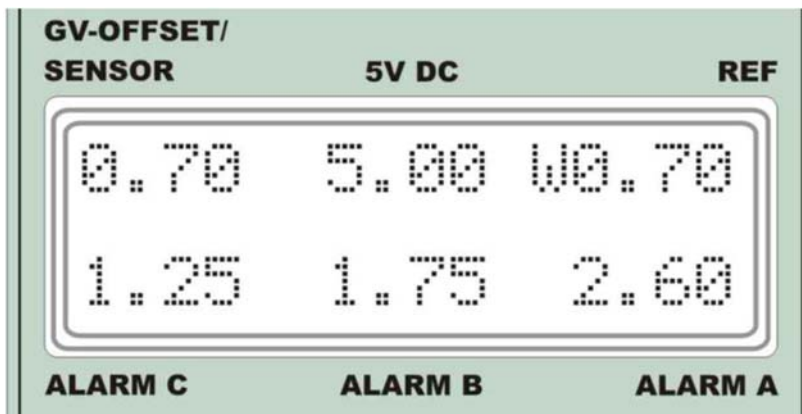 GV-OFFSET/
SENSOR 5V DC REF
0.70 5.00 W0.70
1.25 1.75 2.60
ALARM C ALARM B ALARM A